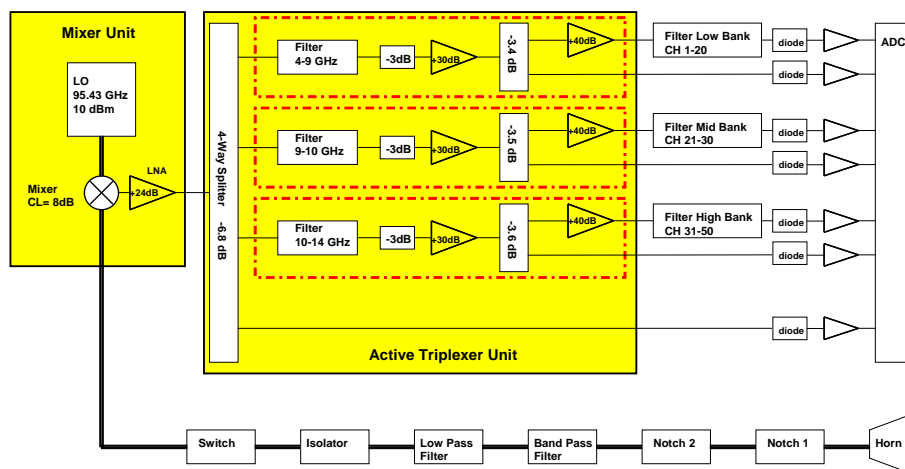 Mixer Unit
LO
95.43 GHz
10 dBm
LNA
Mixer
CL= 8dB
+24dB
4-Way Splitter -6.8 dB
Filter
4-9 GHz
-3dB
+30dB
-3.4 dB
+40dB
Filter Low Bank
CH 1-20
diode
diode
ADC
Filter
9-10 GHz
-3dB
+30dB
-3.5 dB
+40dB
Filter Mid Bank
CH 21-30
diode
diode
Filter
10-14 GHz
-3dB
+30dB
-3.6 dB
+40dB
Filter High Bank
CH 31-50
diode
diode
diode
Active Triplexer Unit
Switch
Isolator
Low Pass
Filter
Band Pass
Filter
Notch 2
Notch 1
Horn